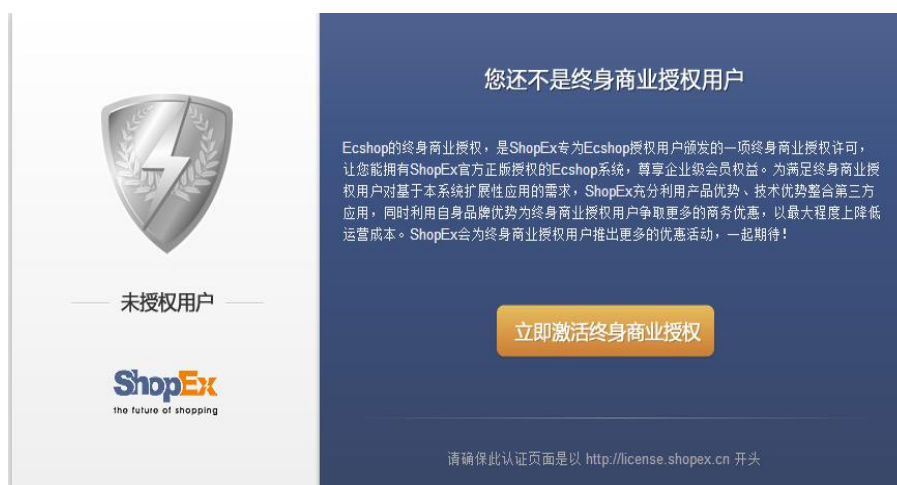 未授权用户
ShopEx
the future of shopping
您还不是终身商业授权用户
Ecshop的终身商业授权，是ShopEx专为Ecshop授权用户颁发的一项终身商业授权许可，
让您能拥有ShopEx官方正版授权的Ecshop系统，尊享企业级会员权益。为满足终身商业授
权用户对基于本系统扩展性应用的需求，ShopEx充分利用产品优势、技术优势整合第三方
应用，同时利用自身品牌优势为终身商业授权用户争取更多的商务优惠，以最大程度上降低
运营成本。ShopEx会为终身商业授权用户推出更多的优惠活动，一起期待！
立即激活终身商业授权
请确保此认证页面是以 http://license.shopex.cn 开头